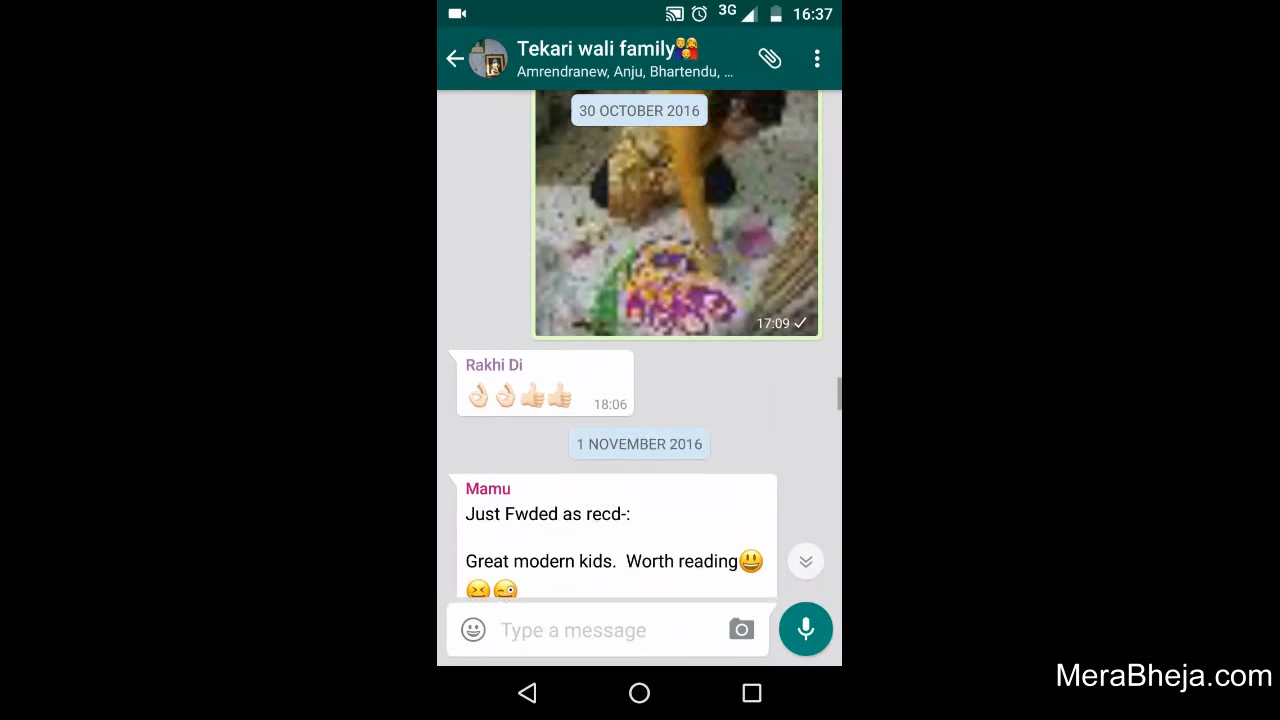 3G 16:37
Tekari wali family👨‍👩‍👦
Amrendranew, Anju, Bhartendu, ...
30 OCTOBER 2016
17:09
Rakhi Di
👌🏻👌🏻👍🏻👍🏻 18:06
1 NOVEMBER 2016
Mamu
Just Fwded as recd-:
Great modern kids.  Worth reading😃
😆😜
Type a message
MeraBheja.com